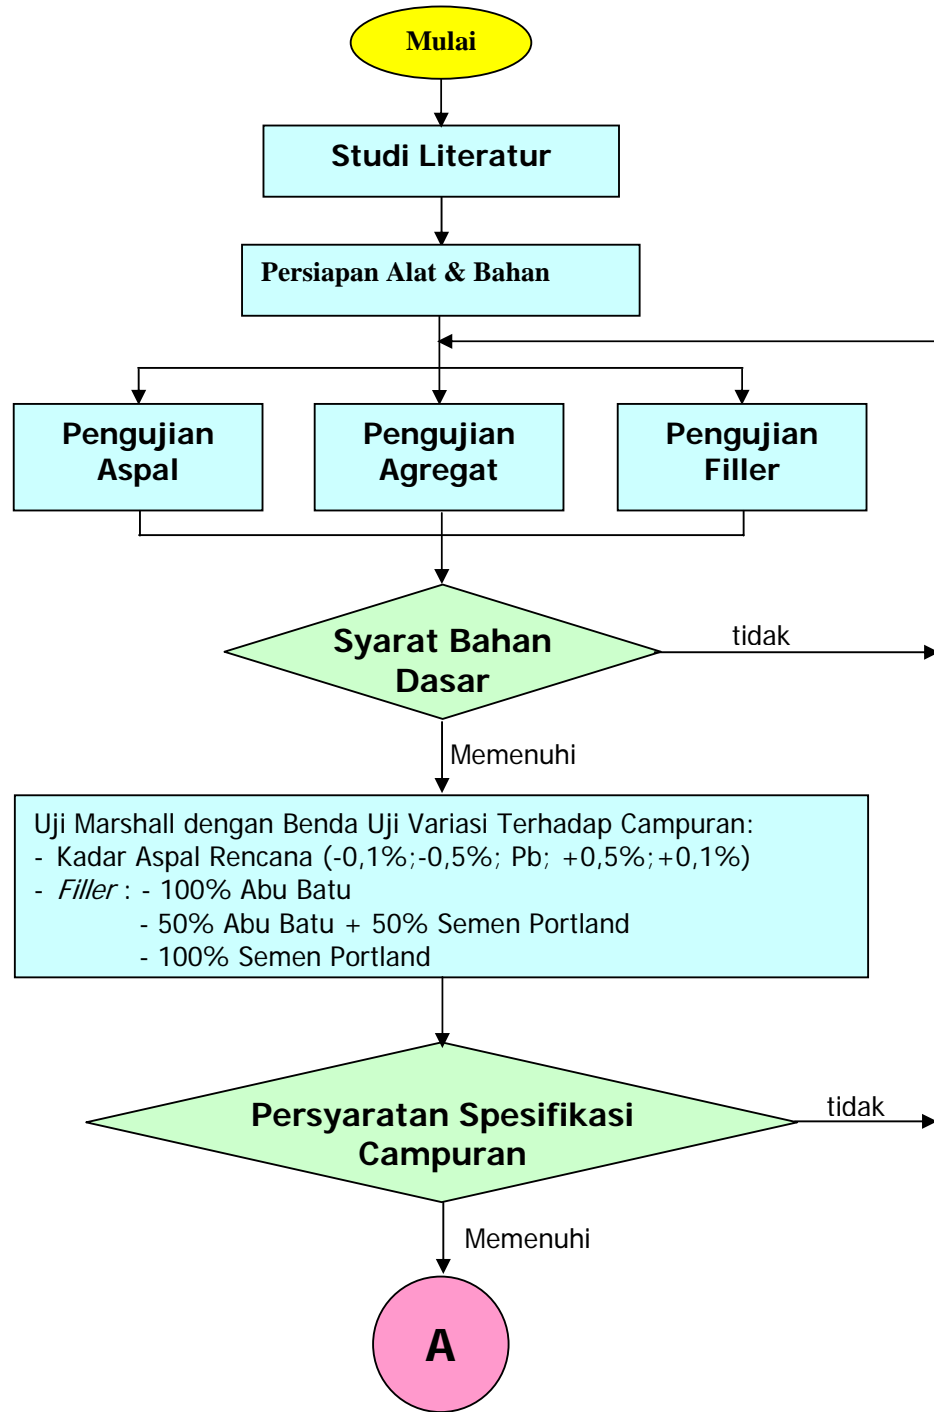 Mulai
Studi Literatur
Persiapan Alat & Bahan
Pengujian
Aspal
Pengujian
Agregat
Pengujian
Filler
Syarat Bahan
Dasar
tidak
Memenuhi
Uji Marshall dengan Benda Uji Variasi Terhadap Campuran:
- Kadar Aspal Rencana (-0,1%;-0,5%; Pb; +0,5%;+0,1%)
- Filler : - 100% Abu Batu
- 50% Abu Batu + 50% Semen Portland
- 100% Semen Portland
Persyaratan Spesifikasi
Campuran
tidak
Memenuhi
A